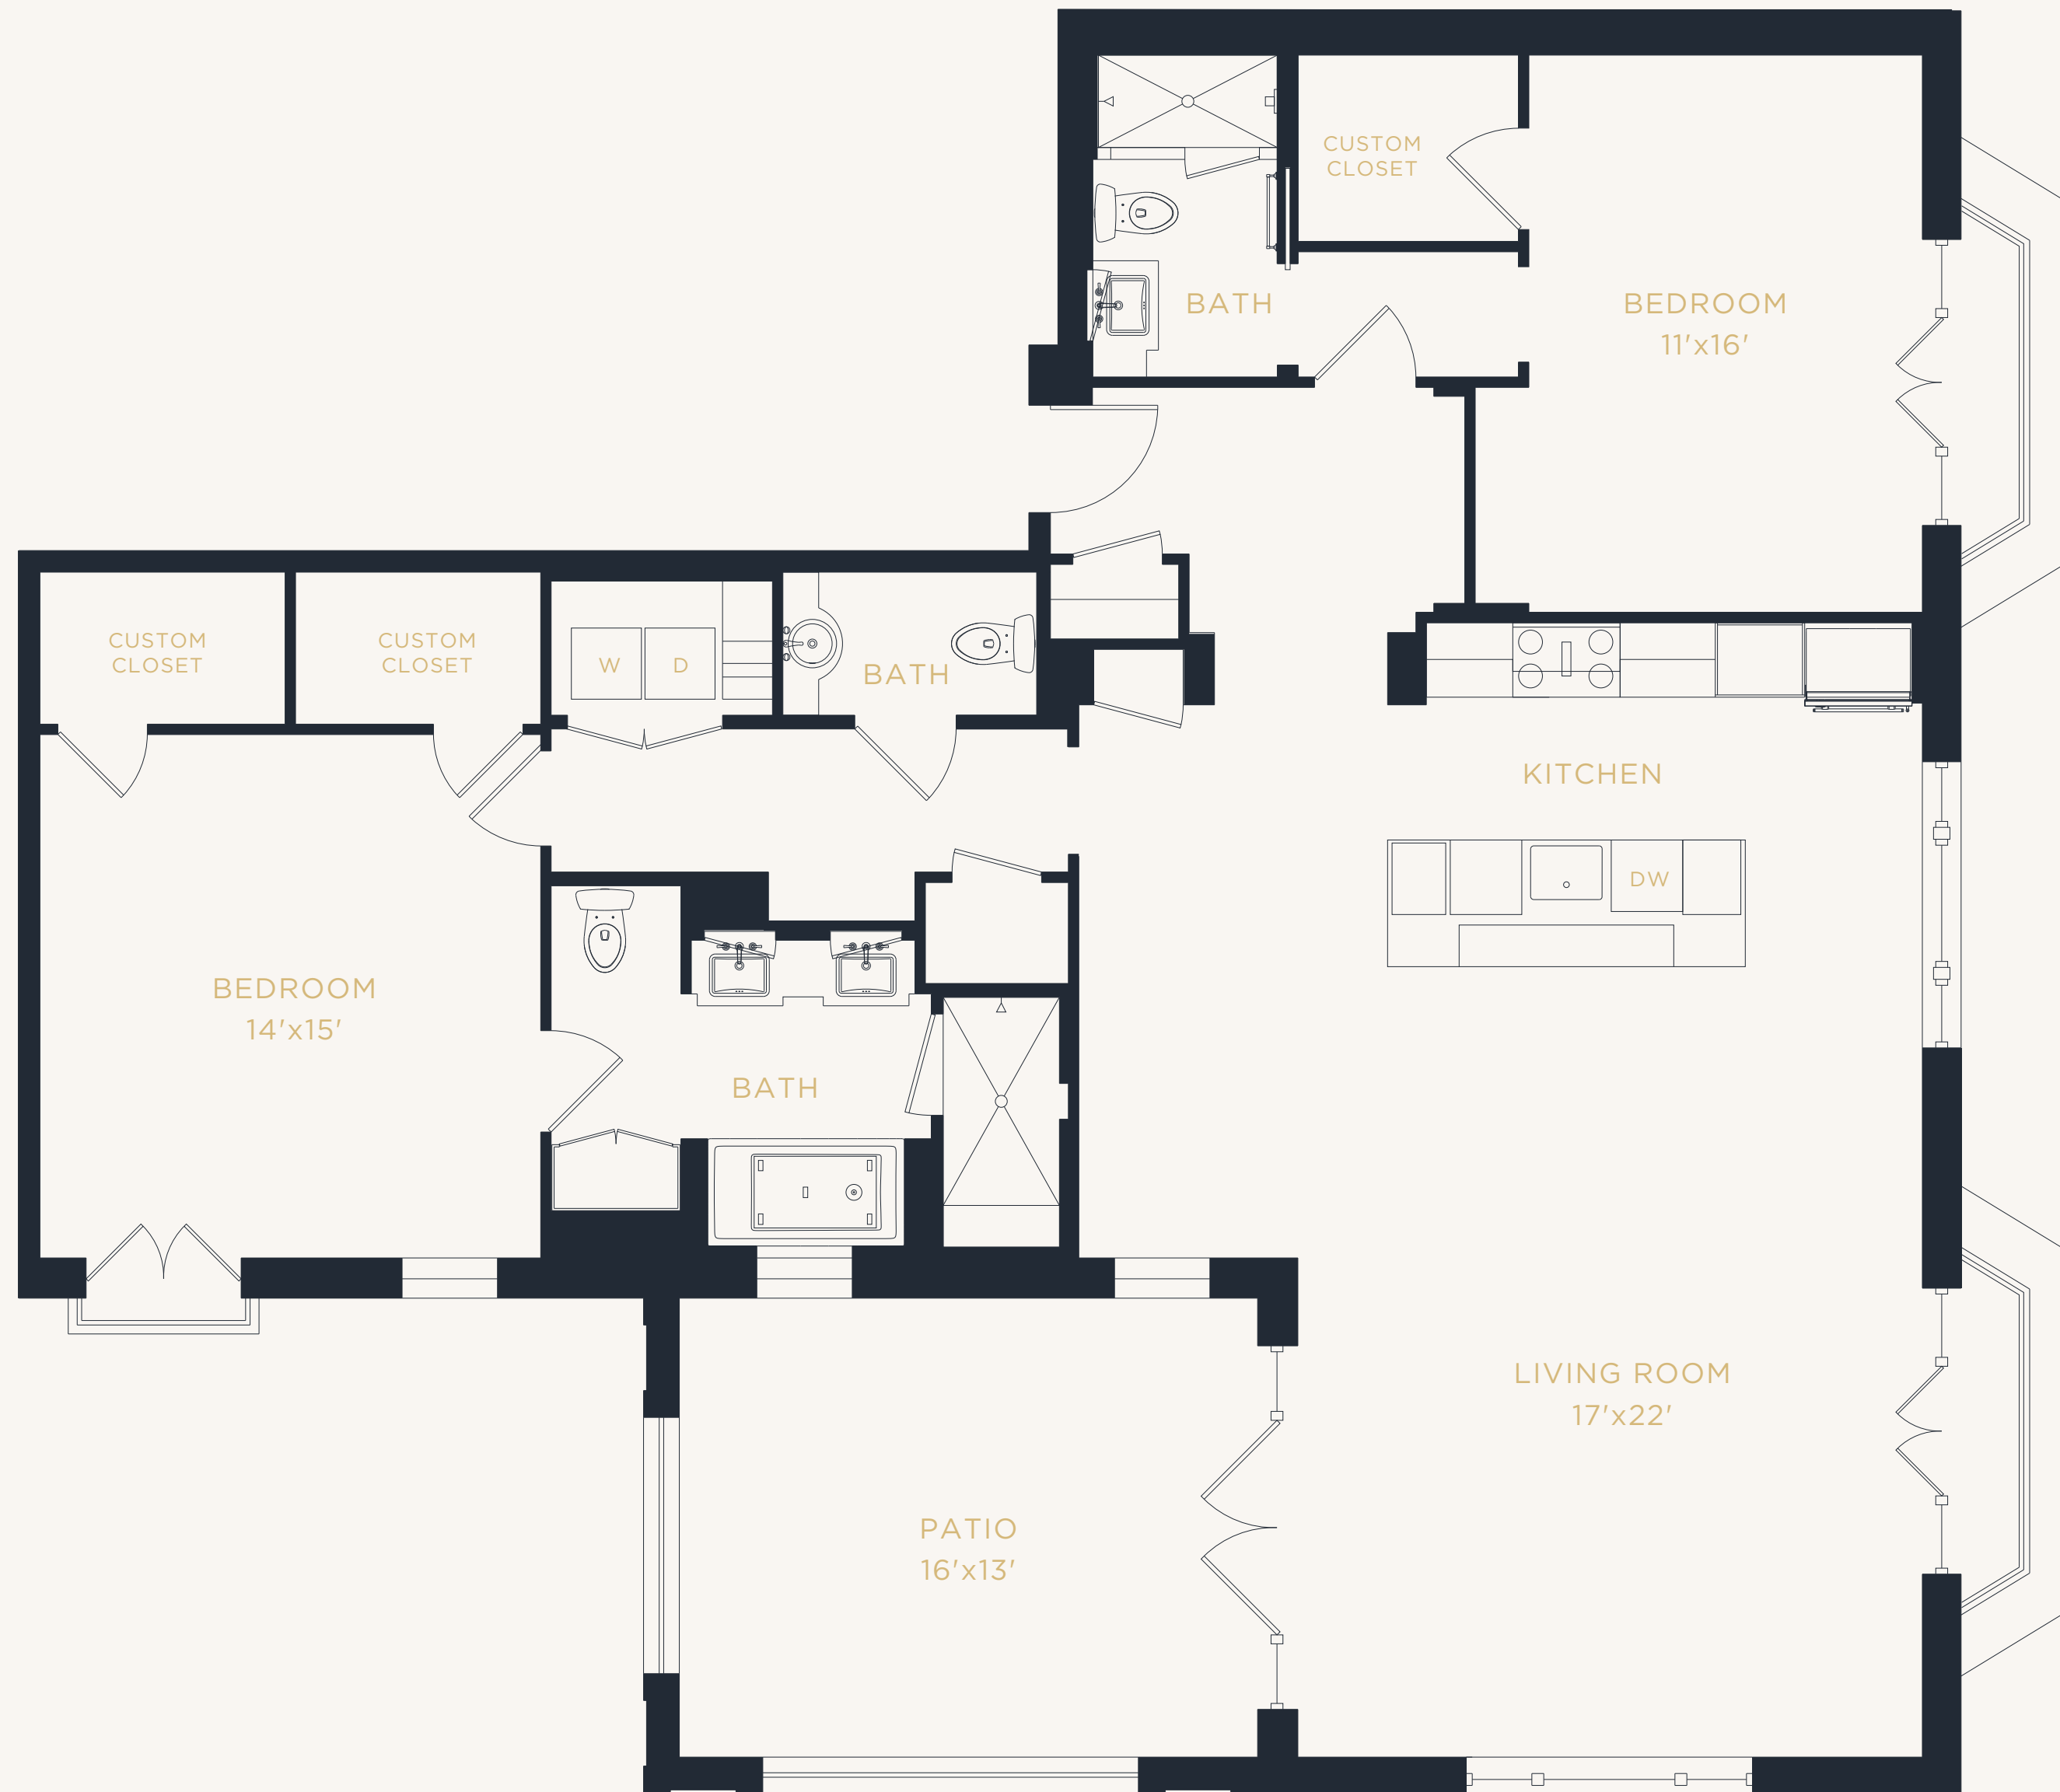 CUSTOM
CLOSET
BATH
BEDROOM
11'x16'
CUSTOM
CLOSET
CUSTOM
CLOSET
W
D
BATH
KITCHEN
DW
BEDROOM
14'x15'
BATH
LIVING ROOM
17'x22'
PATIO
16'x13'